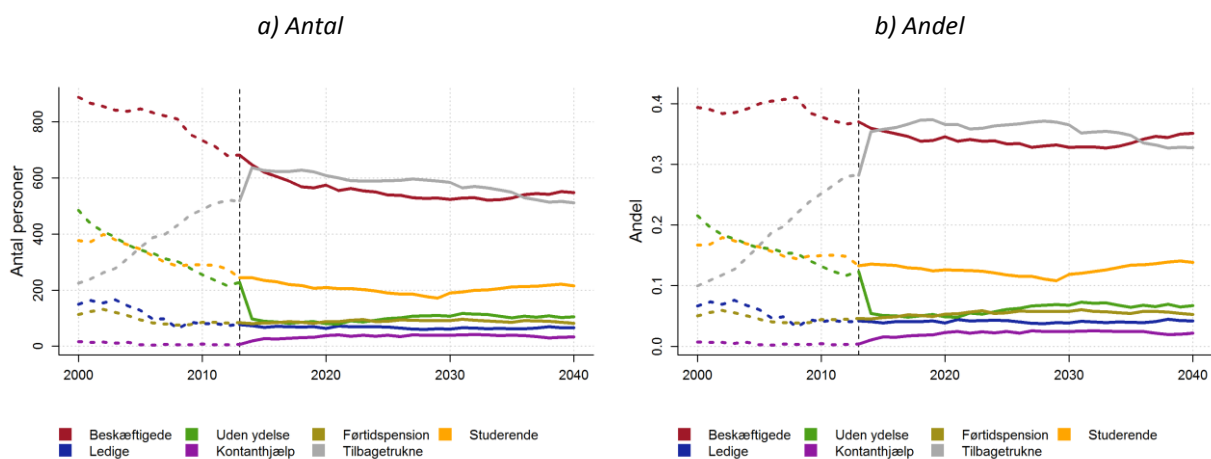 a) Antal
b) Andel
Antal personer
800
600
400
200
0
2000
2010
2020
2030
2040
Beskæftigede
Uden ydelse
Førtidspension
Studerende
Ledige
Kontanthjælp
Tilbagetrukne
Andel
0.4
0.3
0.2
0.1
0.0
2000
2010
2020
2030
2040
Beskæftigede
Uden ydelse
Førtidspension
Studerende
Ledige
Kontanthjælp
Tilbagetrukne